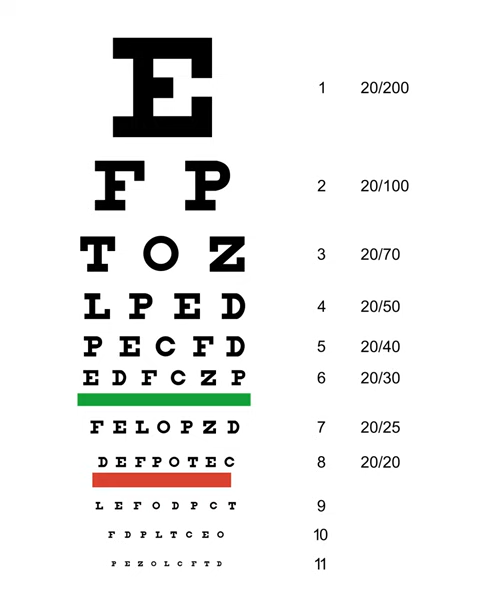 E 1 20/200
F P 2 20/100
T O Z 3 20/70
L P E D 4 20/50
P E C F D 5 20/40
E D F C Z P 6 20/30
F E L O P Z D 7 20/25
D E F P O T E C 8 20/20
L E F O D P C T 9
F D P L T C E O 10
P E Z O L C F T D 11